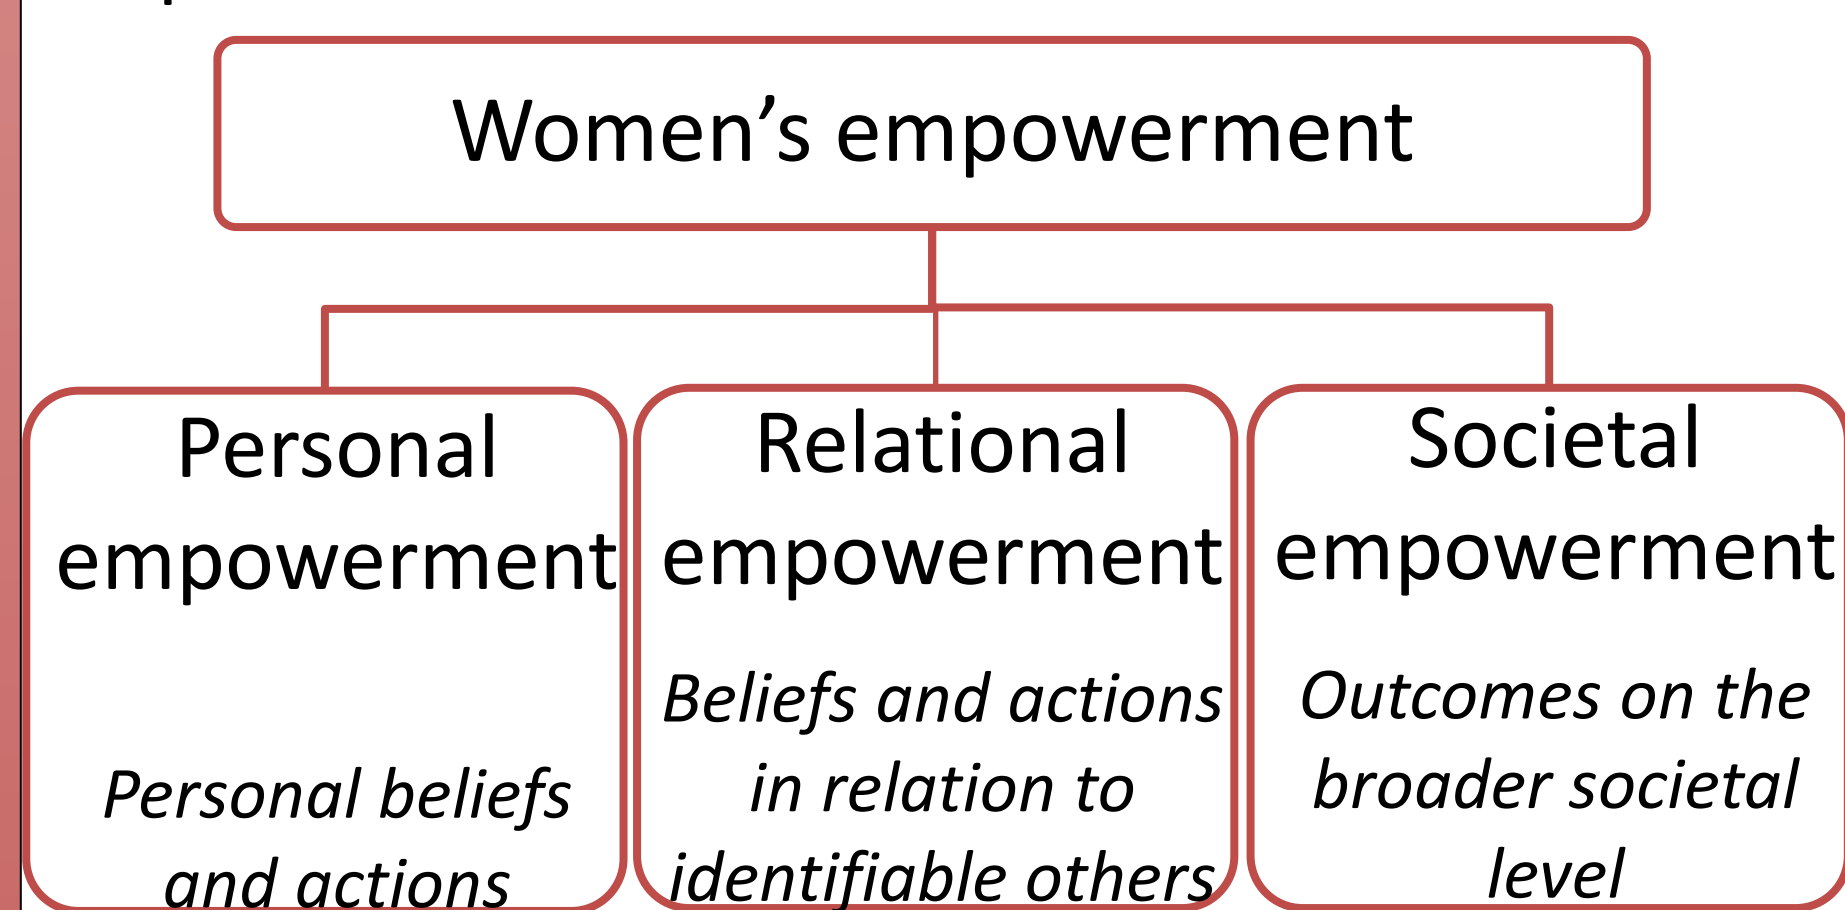 Women’s empowerment
Personal
empowerment
Personal beliefs
and actions
Relational
empowerment
Beliefs and actions
in relation to
identifiable others
Societal
empowerment
Outcomes on the
broader societal
level